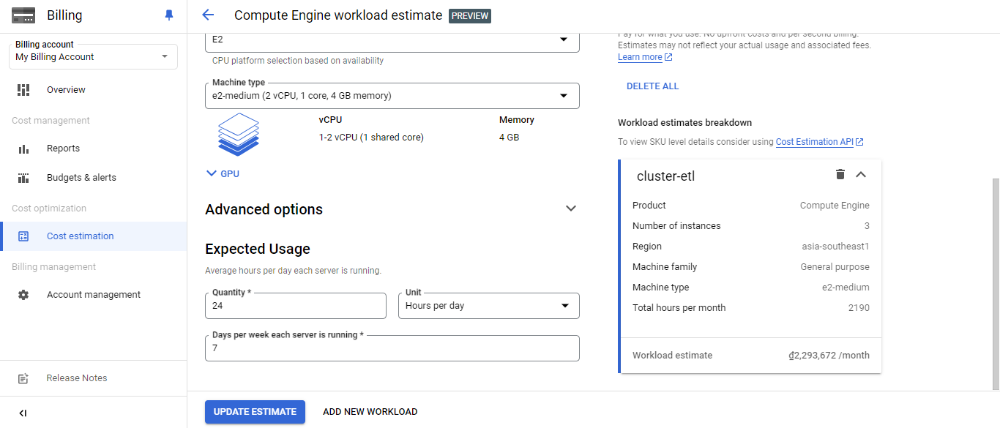 Billing
Billing account
My Billing Account
Overview
Cost management
Reports
Budgets & alerts
Cost optimization
Cost estimation
Billing management
Account management
Release Notes
Compute Engine workload estimate PREVIEW
E2
CPU platform selection based on availability
Machine type
e2-medium (2 vCPU, 1 core, 4 GB memory)
vCPU Memory
1-2 vCPU (1 shared core) 4 GB
GPU
Advanced options
Expected Usage
Average hours per day each server is running.
Quantity * Unit
24 Hours per day
Days per week each server is running *
7
UPDATE ESTIMATE ADD NEW WORKLOAD
Pay for what you use. No upfront costs and per second billing.
Estimates may not reflect your actual usage and associated fees.
Learn more
DELETE ALL
Workload estimates breakdown
To view SKU level details consider using Cost Estimation API
cluster-etl
Product Compute Engine
Number of instances 3
Region asia-southeast1
Machine family General purpose
Machine type e2-medium
Total hours per month 2190
Workload estimate ₫2,293,672 /month